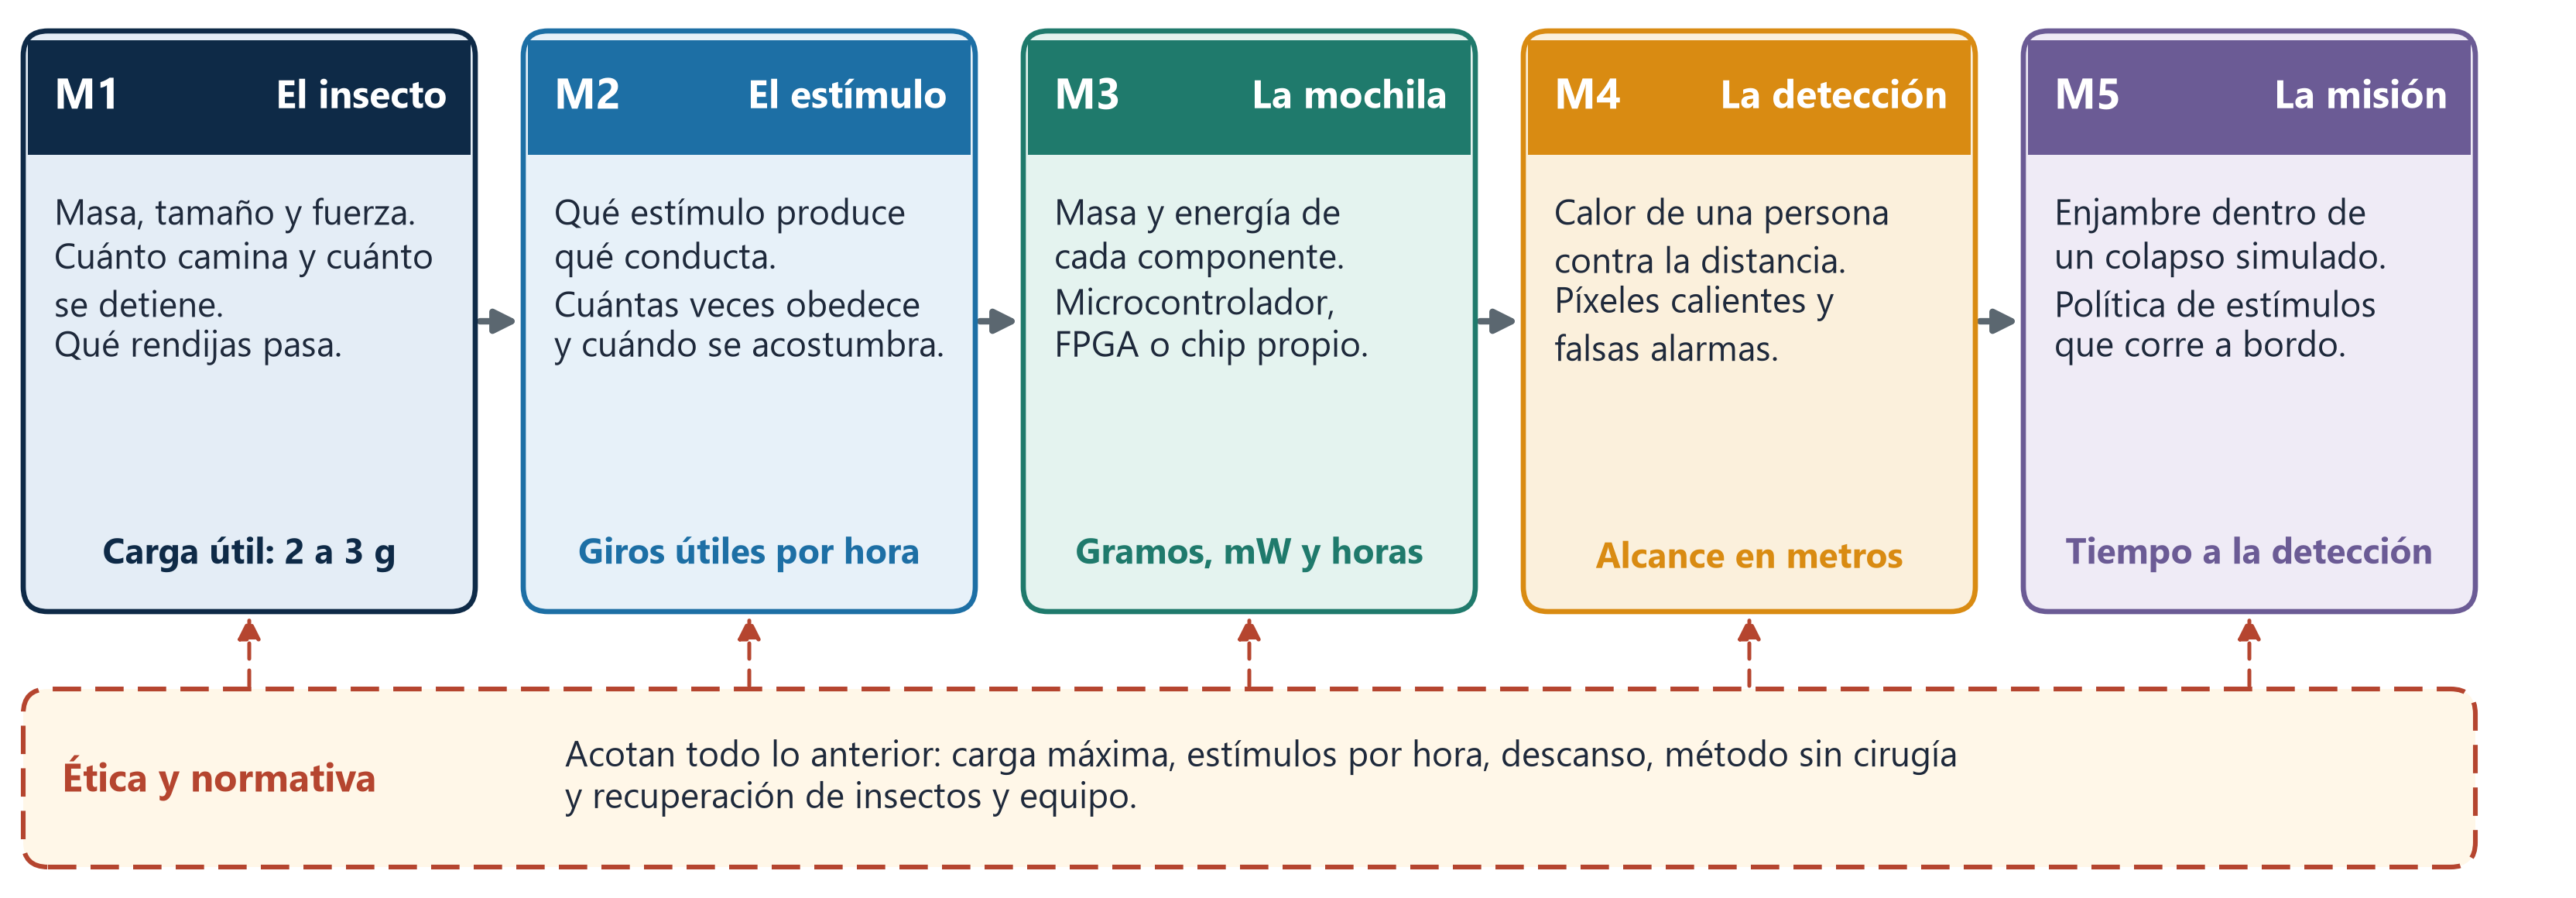 M1 El insecto
Masa, tamaño y fuerza.
Cuánto camina y cuánto
se detiene.
Qué rendijas pasa.
Carga útil: 2 a 3 g
M2 El estímulo
Qué estímulo produce
qué conducta.
Cuántas veces obedece
y cuándo se acostumbra.
Giros útiles por hora
M3 La mochila
Masa y energía de
cada componente.
Microcontrolador,
FPGA o chip propio.
Gramos, mW y horas
M4 La detección
Calor de una persona
contra la distancia.
Píxeles calientes y
falsas alarmas.
Alcance en metros
M5 La misión
Enjambre dentro de
un colapso simulado.
Política de estímulos
que corre a bordo.
Tiempo a la detección
Ética y normativa
Acotan todo lo anterior: carga máxima, estímulos por hora, descanso, método sin cirugía
y recuperación de insectos y equipo.